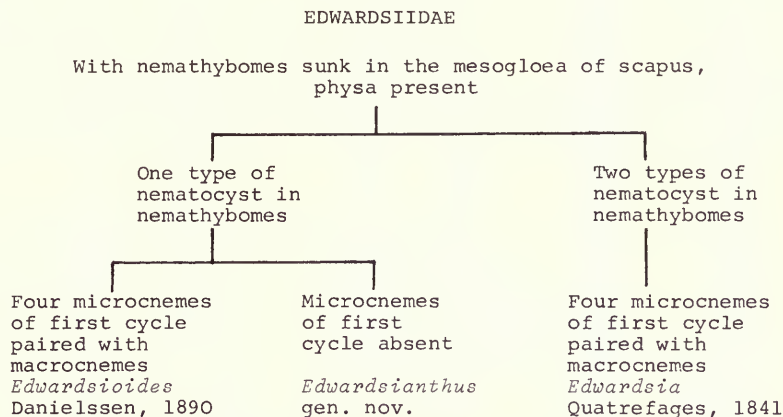 EDWARDSIIDAE
With nemathybomes sunk in the mesogloea of scapus,
physa present
One type of
nematocyst in
nemathybomes
Two types of
nematocyst in
nemathybomes
Four microcnemes
of first cycle
paired with
macrocnemes
Edwardsioides
Danielssen, 1890
Microcnemes
of first
cycle absent
Edwardsianthus
gen. nov.
Four microcnemes
of first cycle
paired with
macrocnemes
Edwardsia
Quatrefages, 1841